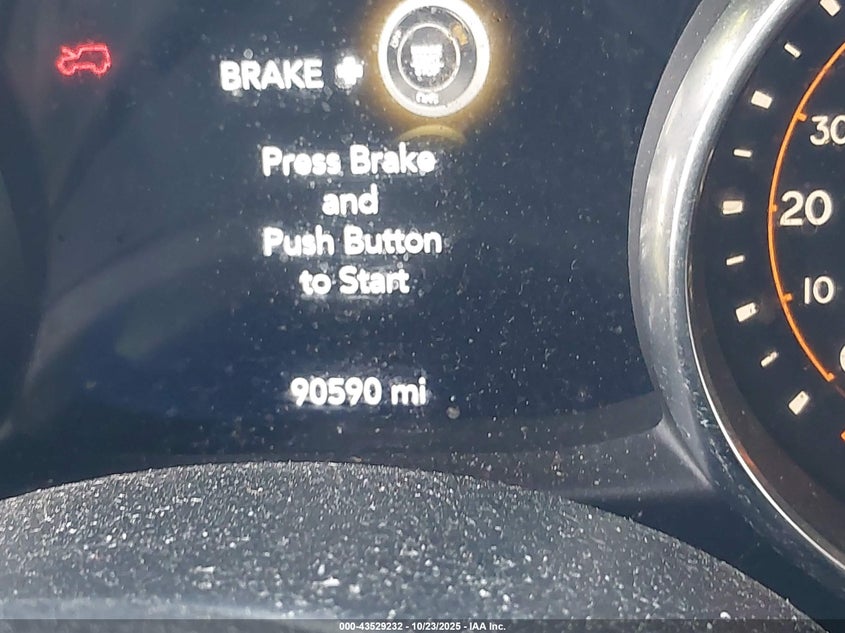 BRAKE +
Press Brake
and
Push Button
to Start
90590 mi
30
20
10
000-43529232 - 10/23/2025 - IAA Inc.